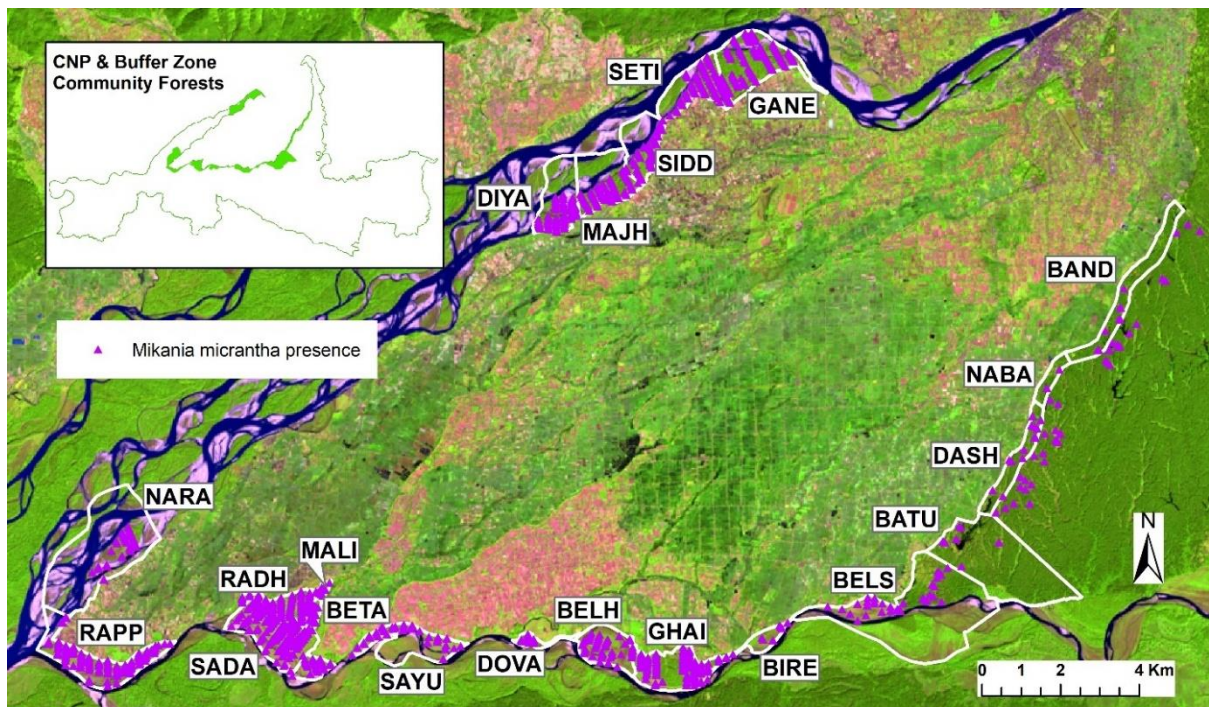 CNP & Buffer Zone
Community Forests
SETI
GANE
SIDD
DIYA
MAJH
BAND
Mikania micrantha presence
NABA
DASH
NARA
BATU
MALI
RADH
BETA
BELS
BELH
GHAI
RAPP
SADA
SAYU
DOVA
BIRE
N
0 1 2 4 Km